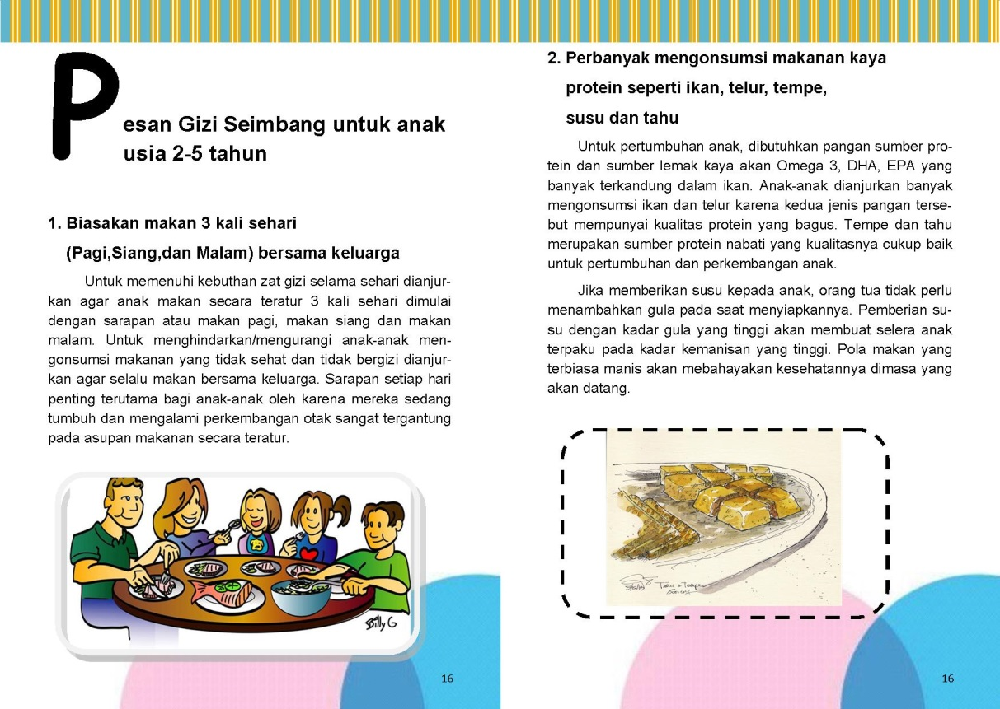 Pesan Gizi Seimbang untuk anak
usia 2-5 tahun
1. Biasakan makan 3 kali sehari
(Pagi,Siang,dan Malam) bersama keluarga
Untuk memenuhi kebuthan zat gizi selama sehari dianjur-
kan agar anak makan secara teratur 3 kali sehari dimulai
dengan sarapan atau makan pagi, makan siang dan makan
malam. Untuk menghindarkan/mengurangi anak-anak men-
gonsumsi makanan yang tidak sehat dan tidak bergizi dianjur-
kan agar selalu makan bersama keluarga. Sarapan setiap hari
penting terutama bagi anak-anak oleh karena mereka sedang
tumbuh dan mengalami perkembangan otak sangat tergantung
pada asupan makanan secara teratur.
Billy G
16
2. Perbanyak mengonsumsi makanan kaya
protein seperti ikan, telur, tempe,
susu dan tahu
Untuk pertumbuhan anak, dibutuhkan pangan sumber pro-
tein dan sumber lemak kaya akan Omega 3, DHA, EPA yang
banyak terkandung dalam ikan. Anak-anak dianjurkan banyak
mengonsumsi ikan dan telur karena kedua jenis pangan terse-
but mempunyai kualitas protein yang bagus. Tempe dan tahu
merupakan sumber protein nabati yang kualitasnya cukup baik
untuk pertumbuhan dan perkembangan anak.
Jika memberikan susu kepada anak, orang tua tidak perlu
menambahkan gula pada saat menyiapkannya. Pemberian su-
su dengan kadar gula yang tinggi akan membuat selera anak
terpaku pada kadar kemanisan yang tinggi. Pola makan yang
terbiasa manis akan mebahayakan kesehatannya dimasa yang
akan datang.
Tahu & Tempe
16